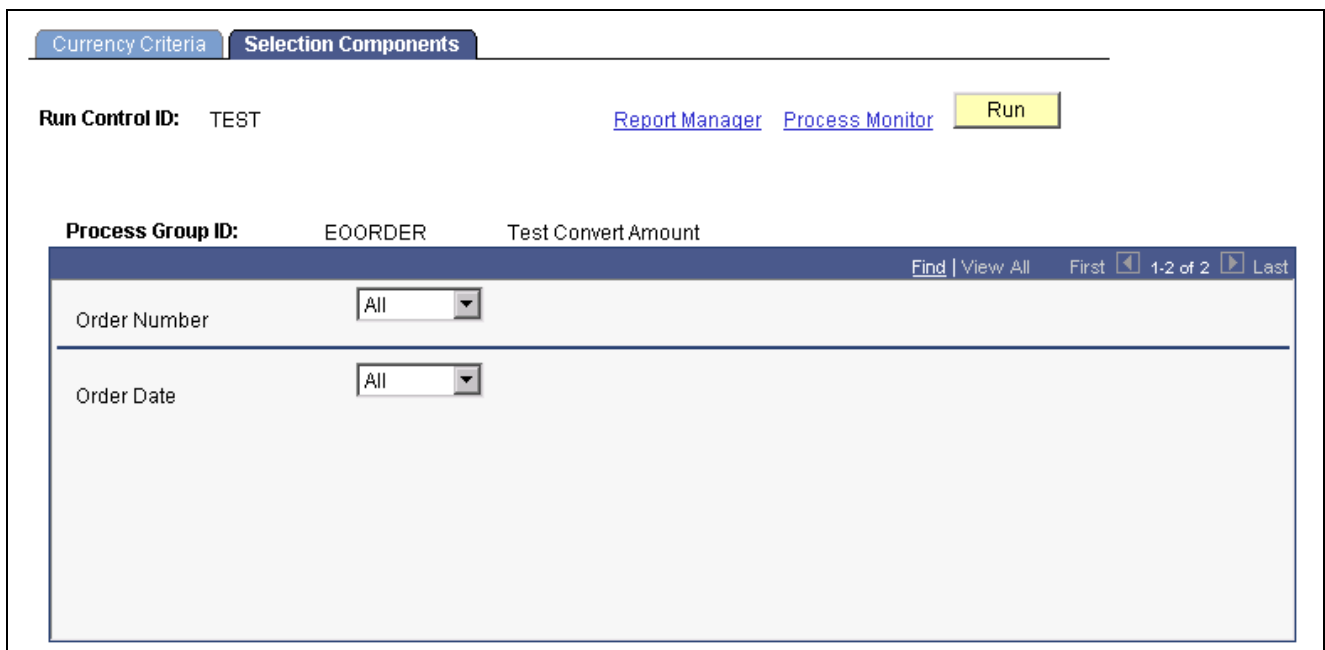 Currency Criteria Selection Components
Run Control ID: TEST Report Manager Process Monitor Run
Process Group ID: EOORDER Test Convert Amount
Find | View All First 1-2 of 2 Last
Order Number All
Order Date All